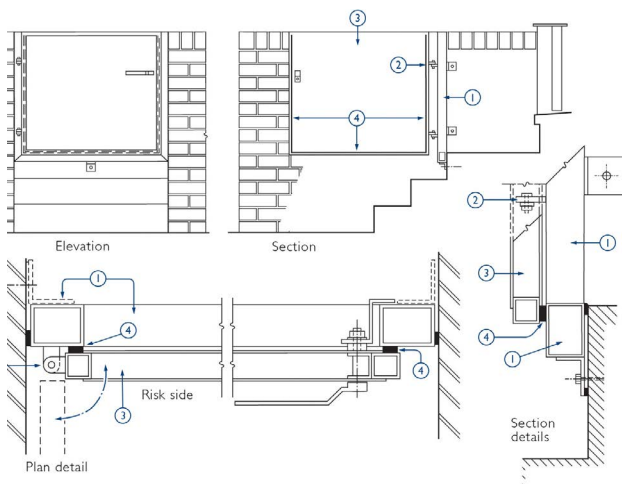 3
2
1
4
Elevation
Section
2
1
3
4
1
1
4
4
3
Risk side
Plan detail
Section
details